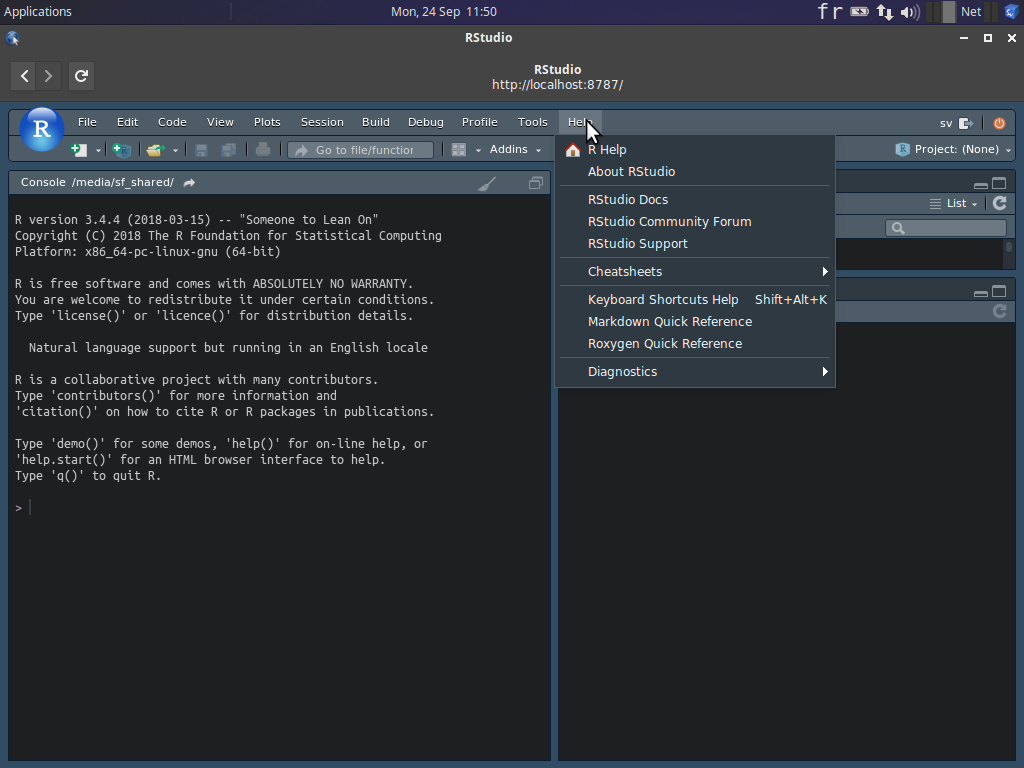 Applications Mon, 24 Sep 11:50 fr Net
RStudio
RStudio
http://localhost:8787/
R File Edit Code View Plots Session Build Debug Profile Tools Help sv
Go to file/function Addins R Project: (None)
Console /media/sf_shared/
List
R version 3.4.4 (2018-03-15) -- "Someone to Lean On"
Copyright (C) 2018 The R Foundation for Statistical Computing
Platform: x86_64-pc-linux-gnu (64-bit)
R is free software and comes with ABSOLUTELY NO WARRANTY.
You are welcome to redistribute it under certain conditions.
Type 'license()' or 'licence()' for distribution details.
Natural language support but running in an English locale
R is a collaborative project with many contributors.
Type 'contributors()' for more information and
'citation()' on how to cite R or R packages in publications.
Type 'demo()' for some demos, 'help()' for on-line help, or
'help.start()' for an HTML browser interface to help.
Type 'q()' to quit R.
>
R Help
About RStudio
RStudio Docs
RStudio Community Forum
RStudio Support
Cheatsheets
Keyboard Shortcuts Help Shift+Alt+K
Markdown Quick Reference
Roxygen Quick Reference
Diagnostics